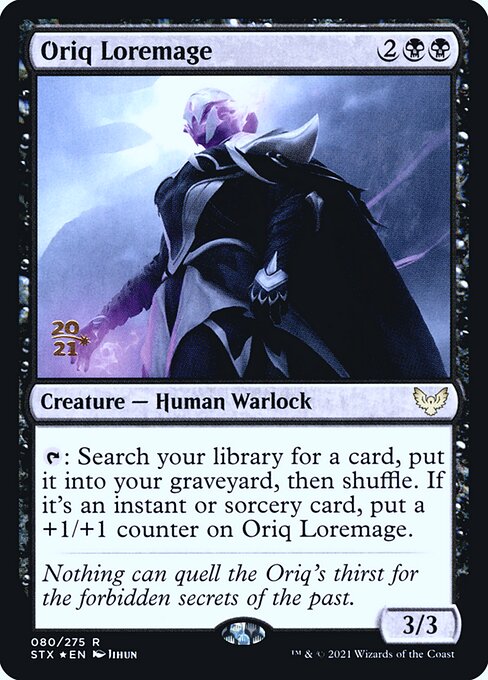 Oriq Loremage 2
20
21
Creature — Human Warlock
: Search your library for a card, put
it into your graveyard, then shuffle. If
it's an instant or sorcery card, put a
+1/+1 counter on Oriq Loremage.
Nothing can quell the Oriq's thirst for
the forbidden secrets of the past.
3/3
080/275 R
STX ★ EN JIHUN
™ & © 2021 Wizards of the Coast